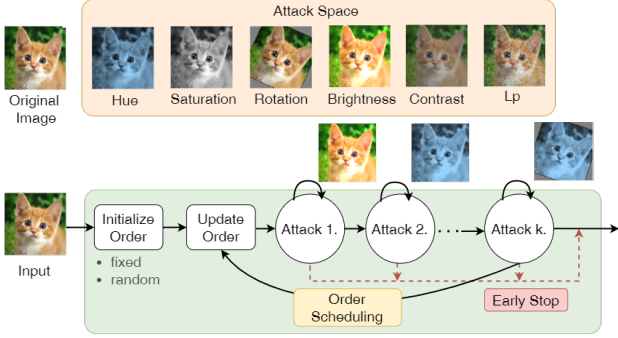 Attack Space
Original
Image
Hue
Saturation
Rotation
Brightness
Contrast
Lp
Input
Initialize
Order
Update
Order
Attack 1.
Attack 2.
...
Attack k.
• fixed
• random
Order
Scheduling
Early Stop